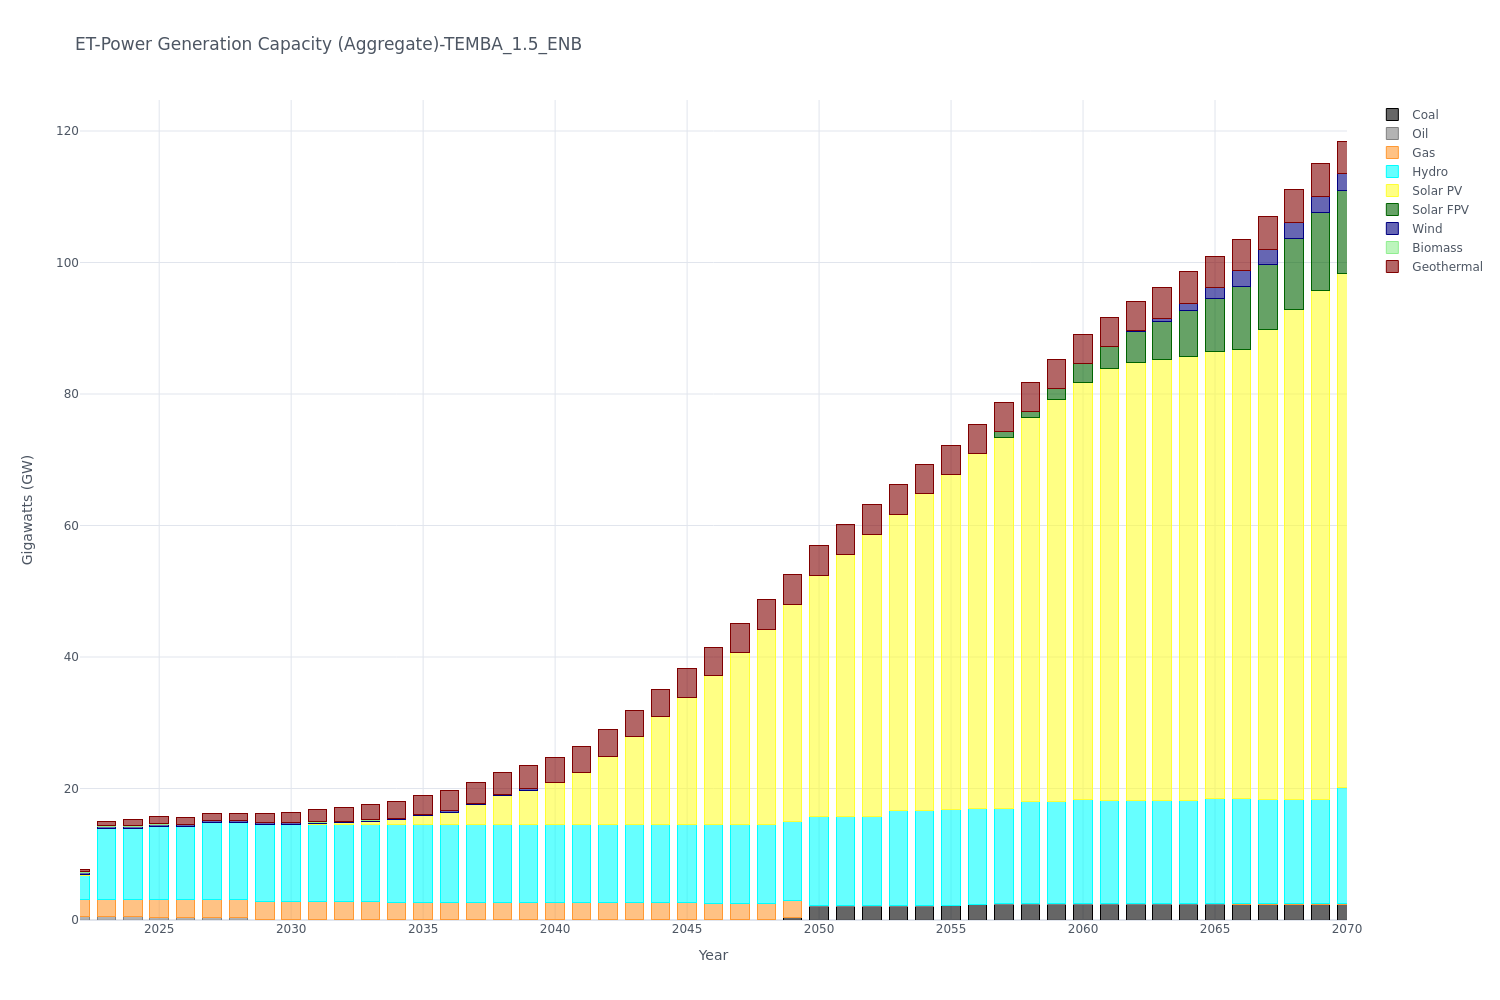 ET-Power Generation Capacity (Aggregate)-TEMBA_1.5_ENB
Coal
Oil
Gas
Hydro
Solar PV
Solar FPV
Wind
Biomass
Geothermal
120
100
80
60
40
20
0
Gigawatts (GW)
2025
2030
2035
2040
2045
2050
2055
2060
2065
2070
Year